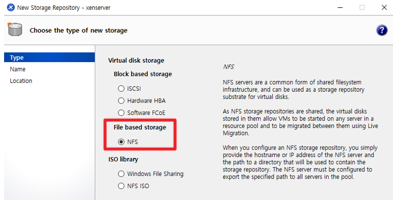 New Storage Repository - xenserver
Choose the type of new storage
Type
Name
Location
Virtual disk storage
Block based storage
iSCSI
Hardware HBA
Software FCoE
File based storage
NFS
ISO library
Windows File Sharing
NFS ISO
NFS
NFS servers are a common form of shared filesystem
infrastructure, and can be used as a storage repository
substrate for virtual disks.
As NFS storage repositories are shared, the virtual disks
stored in them allow VMs to be started on any server in a
resource pool and to be migrated between them using Live
Migration.
When you configure an NFS storage repository, you simply
provide the hostname or IP address of the NFS server and
the path to a directory that will be used to contain the
storage repository. The NFS server must be configured to
export the specified path to all servers in the pool.